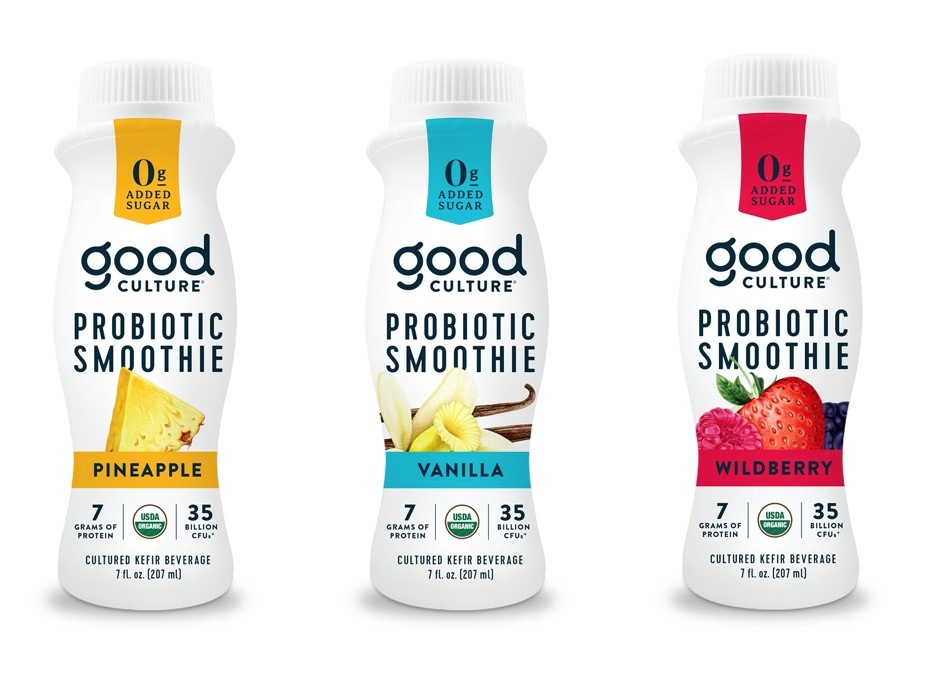 0g
ADDED
SUGAR
good
CULTURE®
PROBIOTIC
SMOOTHIE
PINEAPPLE
7
GRAMS OF
PROTEIN
USDA
ORGANIC
35
BILLION
CFUs+
CULTURED KEFIR BEVERAGE
7 fl. oz. (207 ml)
0g
ADDED
SUGAR
good
CULTURE®
PROBIOTIC
SMOOTHIE
VANILLA
7
GRAMS OF
PROTEIN
USDA
ORGANIC
35
BILLION
CFUs+
CULTURED KEFIR BEVERAGE
7 fl. oz. (207 ml)
0g
ADDED
SUGAR
good
CULTURE®
PROBIOTIC
SMOOTHIE
WILDBERRY
7
GRAMS OF
PROTEIN
USDA
ORGANIC
35
BILLION
CFUs+
CULTURED KEFIR BEVERAGE
7 fl. oz. (207 ml)